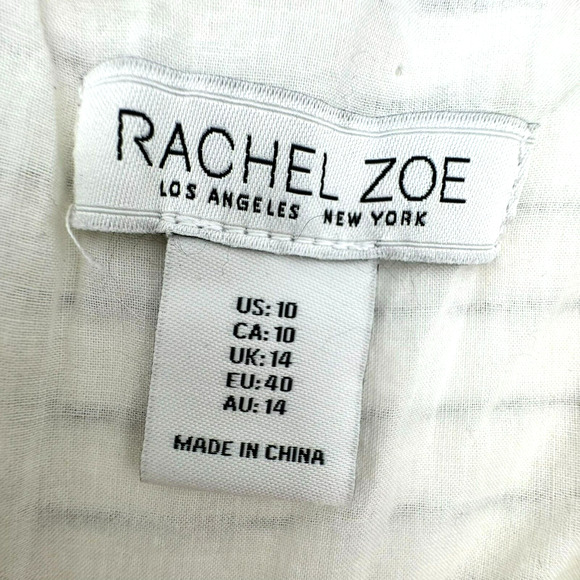 RACHEL ZOE
LOS ANGELES NEW YORK
US: 10
CA: 10
UK: 14
EU: 40
AU: 14
MADE IN CHINA